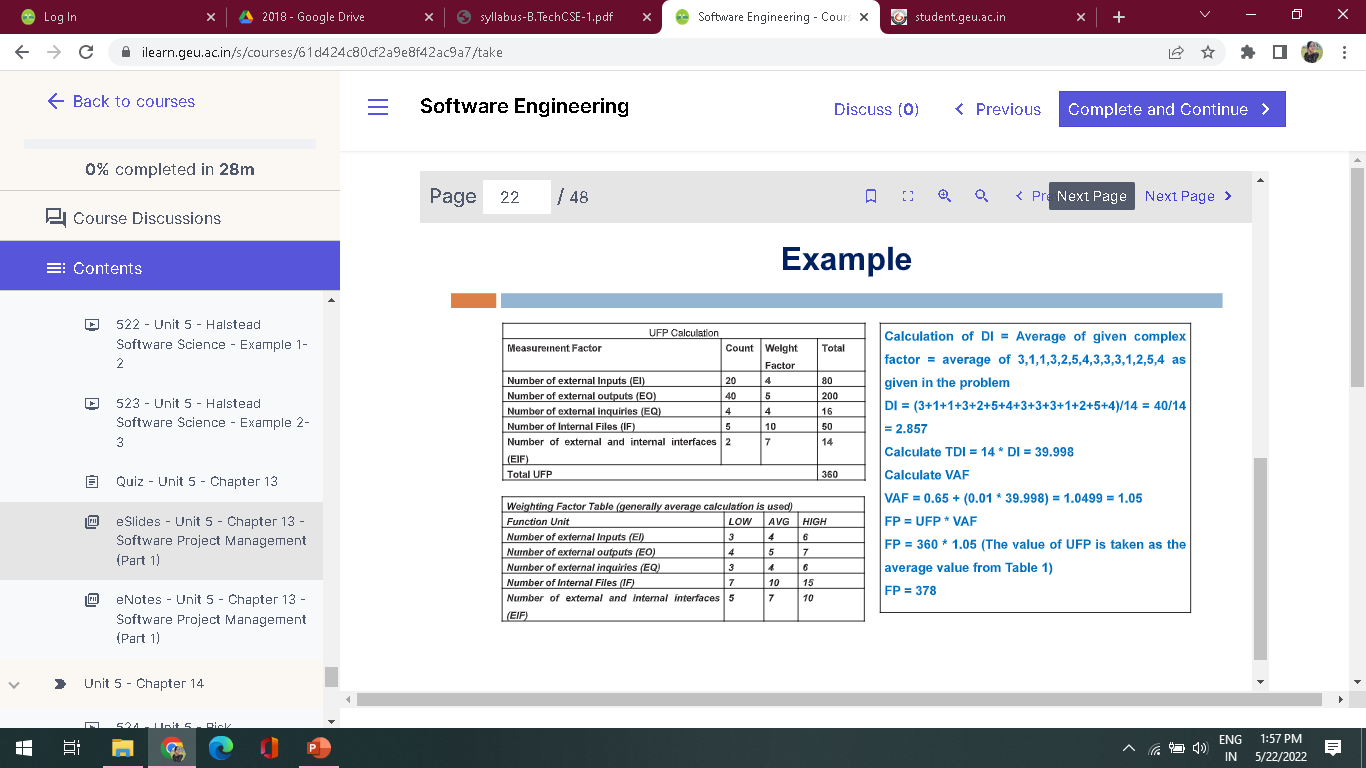 Log In
2018 - Google Drive
syllabus-B.TechCSE-1.pdf
Software Engineering - Cour
student.geu.ac.in
ilearn.geu.ac.in/s/courses/61d424c80cf2a9e8f42ac9a7/take
Back to courses
0% completed in 28m
Course Discussions
Contents
522 - Unit 5 - Halstead
Software Science - Example 1-
2
523 - Unit 5 - Halstead
Software Science - Example 2-
3
Quiz - Unit 5 - Chapter 13
eSlides - Unit 5 - Chapter 13 -
Software Project Management
(Part 1)
eNotes - Unit 5 - Chapter 13 -
Software Project Management
(Part 1)
Unit 5 - Chapter 14
524 - Unit 5 - Risk
Software Engineering
Discuss (0)
Previous
Complete and Continue
Page 22 / 48
Pre
Next Page
Next Page
Example
UFP Calculation
Measurement Factor Count Weight Total
Factor
Number of external Inputs (EI) 20 4 80
Number of external outputs (EO) 40 5 200
Number of external inquiries (EQ) 4 4 16
Number of Internal Files (IF) 5 10 50
Number of external and internal interfaces 2 7 14
(EIF)
Total UFP 360
Weighting Factor Table (generally average calculation is used)
Function Unit LOW AVG HIGH
Number of external Inputs (EI) 3 4 6
Number of external outputs (EO) 4 5 7
Number of external inquiries (EQ) 3 4 6
Number of Internal Files (IF) 7 10 15
Number of external and internal interfaces 5 7 10
(EIF)
Calculation of DI = Average of given complex
factor = average of 3,1,1,3,2,5,4,3,3,3,1,2,5,4 as
given in the problem
DI = (3+1+1+3+2+5+4+3+3+3+1+2+5+4)/14 = 40/14
= 2.857
Calculate TDI = 14 * DI = 39.998
Calculate VAF
VAF = 0.65 + (0.01 * 39.998) = 1.0499 = 1.05
FP = UFP * VAF
FP = 360 * 1.05 (The value of UFP is taken as the
average value from Table 1)
FP = 378
ENG
IN
1:57 PM
5/22/2022